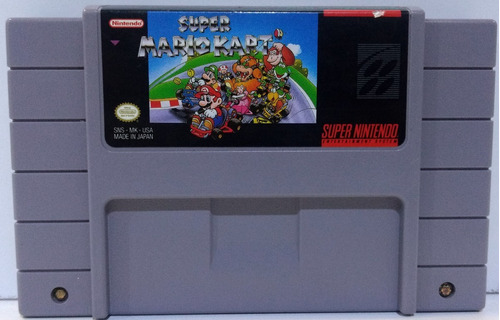 Nintendo
SUPER
MARIO KART
SNS - MK - USA
MADE IN JAPAN
SUPER NINTENDO
ENTERTAINMENT SYSTEM